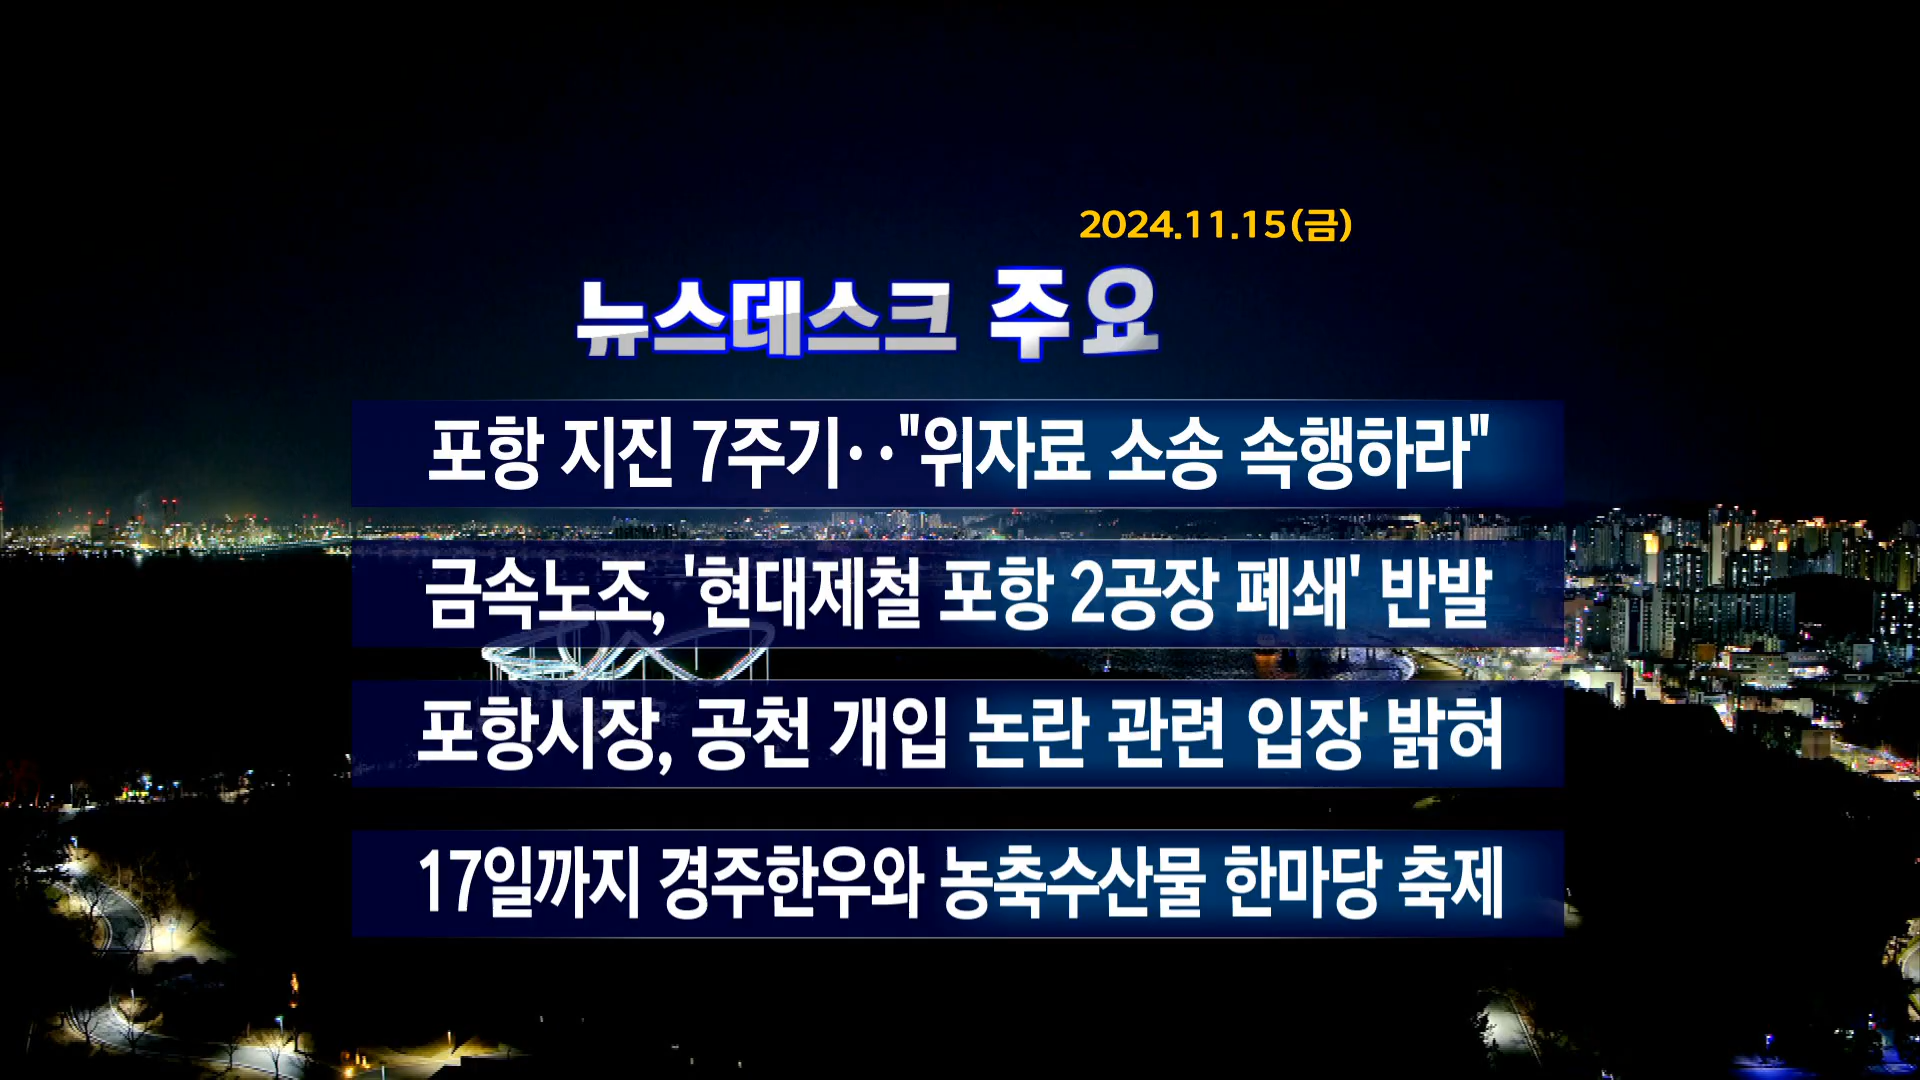 2024.11.15(금)
뉴스데스크 주요
포항 지진 7주기··"위자료 소송 속행하라"
금속노조, '현대제철 포항 2공장 폐쇄' 반발
포항시장, 공천 개입 논란 관련 입장 밝혀
17일까지 경주한우와 농축수산물 한마당 축제